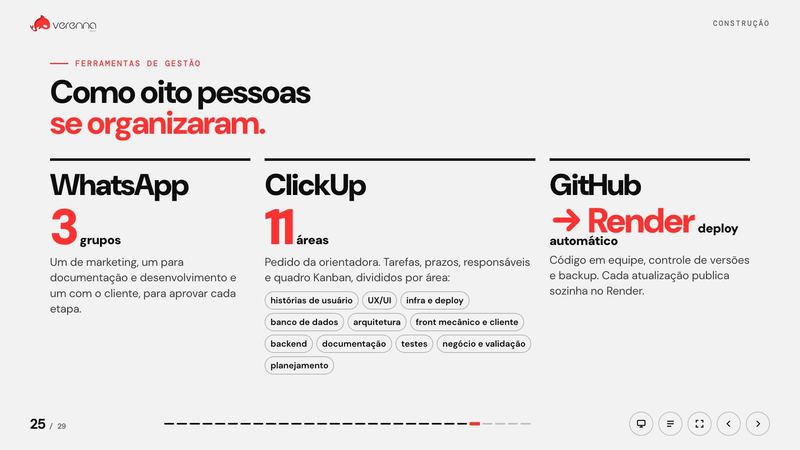 verenna
CONSTRUÇÃO
FERRAMENTAS DE GESTÃO
Como oito pessoas
se organizaram.
WhatsApp
3 grupos
Um de marketing, um para
documentação e desenvolvimento e
um com o cliente, para aprovar cada
etapa.
ClickUp
11 áreas
Pedido da orientadora. Tarefas, prazos, responsáveis
e quadro Kanban, divididos por área:
histórias de usuário UX/UI infra e deploy
banco de dados arquitetura front mecânico e cliente
backend documentação testes negócio e validação
planejamento
GitHub
→ Render deploy
automático
Código em equipe, controle de versões
e backup. Cada atualização publica
sozinha no Render.
25 / 29